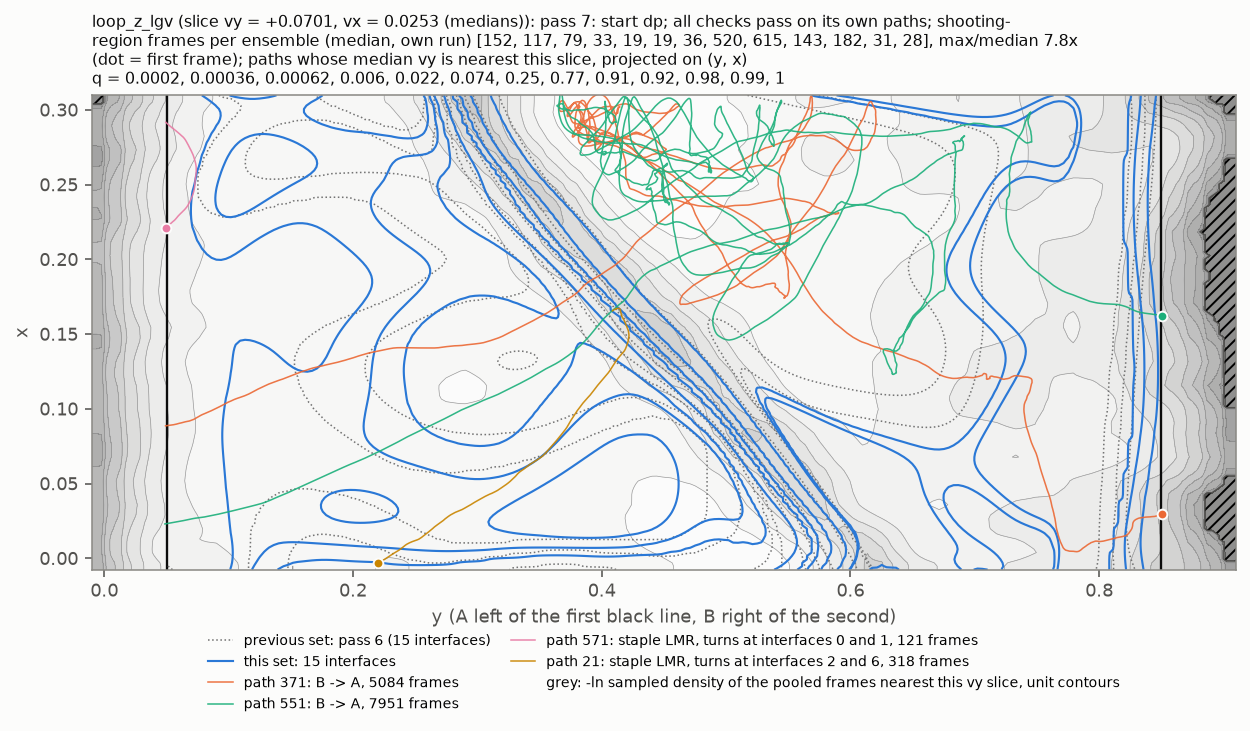 loop_z_lgv (slice vy = +0.0701, vx = 0.0253 (medians)): pass 7: start dp; all checks pass on its own paths; shooting-
region frames per ensemble (median, own run) [152, 117, 79, 33, 19, 19, 36, 520, 615, 143, 182, 31, 28], max/median 7.8x
(dot = first frame); paths whose median vy is nearest this slice, projected on (y, x)
q = 0.0002, 0.00036, 0.00062, 0.006, 0.022, 0.074, 0.25, 0.77, 0.91, 0.92, 0.98, 0.99, 1
0.30
0.25
0.20
0.15
0.10
0.05
0.00
x
0.0 0.2 0.4 0.6 0.8
y (A left of the first black line, B right of the second)
previous set: pass 6 (15 interfaces)
this set: 15 interfaces
path 371: B -> A, 5084 frames
path 551: B -> A, 7951 frames
path 571: staple LMR, turns at interfaces 0 and 1, 121 frames
path 21: staple LMR, turns at interfaces 2 and 6, 318 frames
grey: -ln sampled density of the pooled frames nearest this vy slice, unit contours